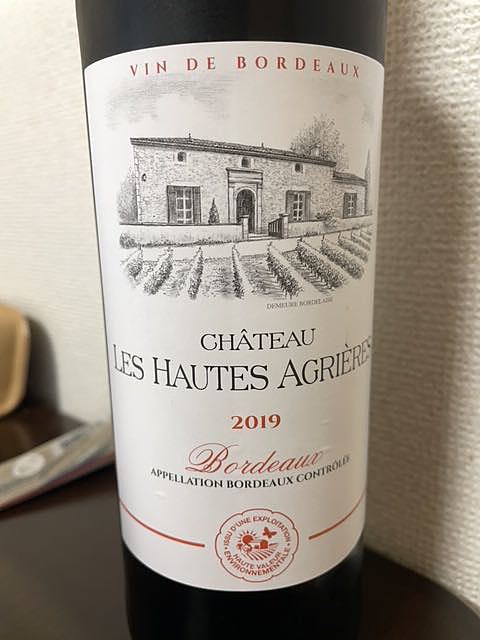 VIN DE BORDEAUX
DEMEURE BORDELAISE
CHÂTEAU
LES HAUTES AGRIÈRES
2019
Bordeaux
APPELLATION BORDEAUX CONTRÔLÉE
ISSU D'UNE EXPLOITATION
HAUTE VALEUR
ENVIRONNEMENTALE